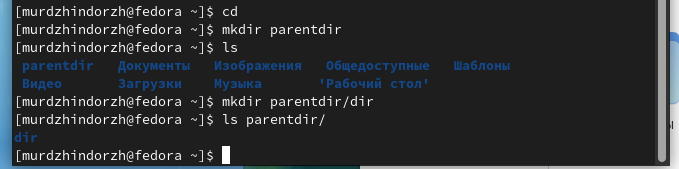 [murdzhindorzh@fedora ~]$ cd
[murdzhindorzh@fedora ~]$ mkdir parentdir
[murdzhindorzh@fedora ~]$ ls
parentdir Документы Изображения Общедоступные Шаблоны
Видео Загрузки Музыка 'Рабочий стол'
[murdzhindorzh@fedora ~]$ mkdir parentdir/dir
[murdzhindorzh@fedora ~]$ ls parentdir/
dir
[murdzhindorzh@fedora ~]$